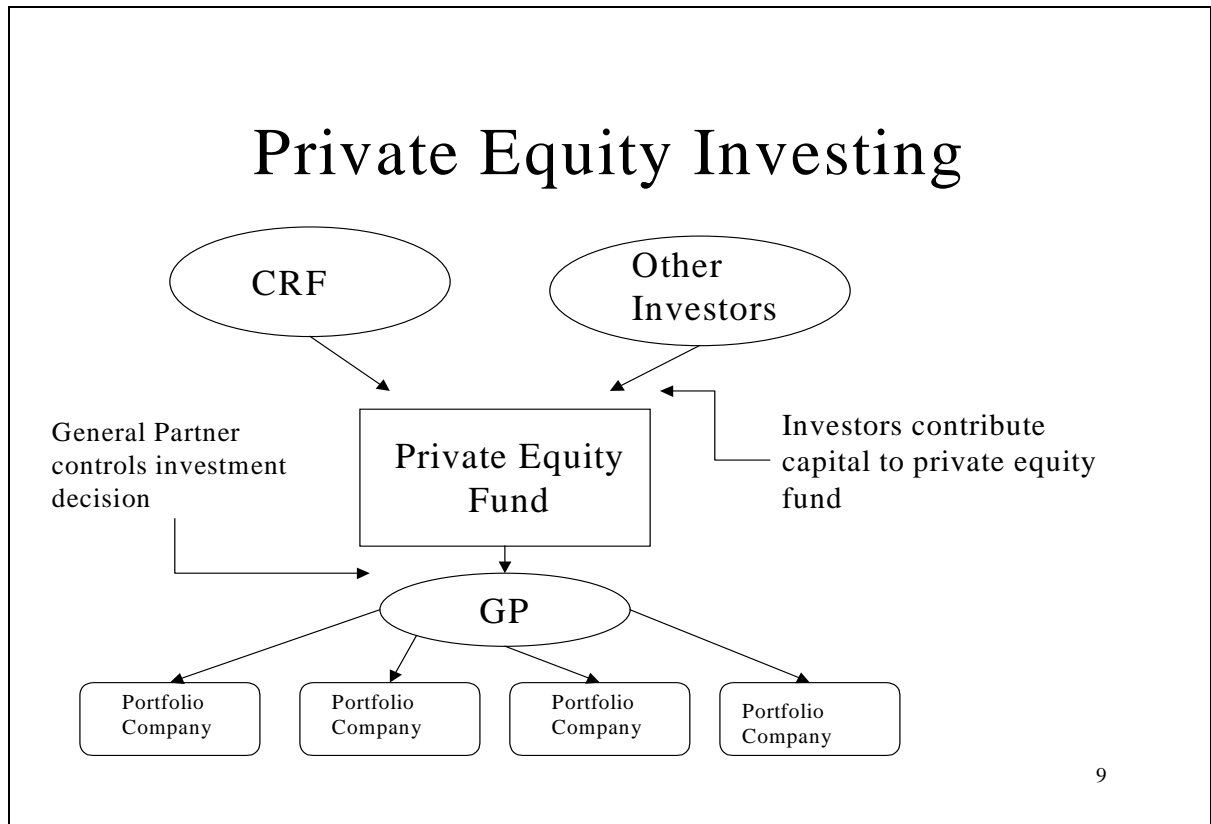 Private Equity Investing
CRF
Other
Investors
General Partner
controls investment
decision
Private Equity
Fund
Investors contribute
capital to private equity
fund
GP
Portfolio
Company
Portfolio
Company
Portfolio
Company
Portfolio
Company
9